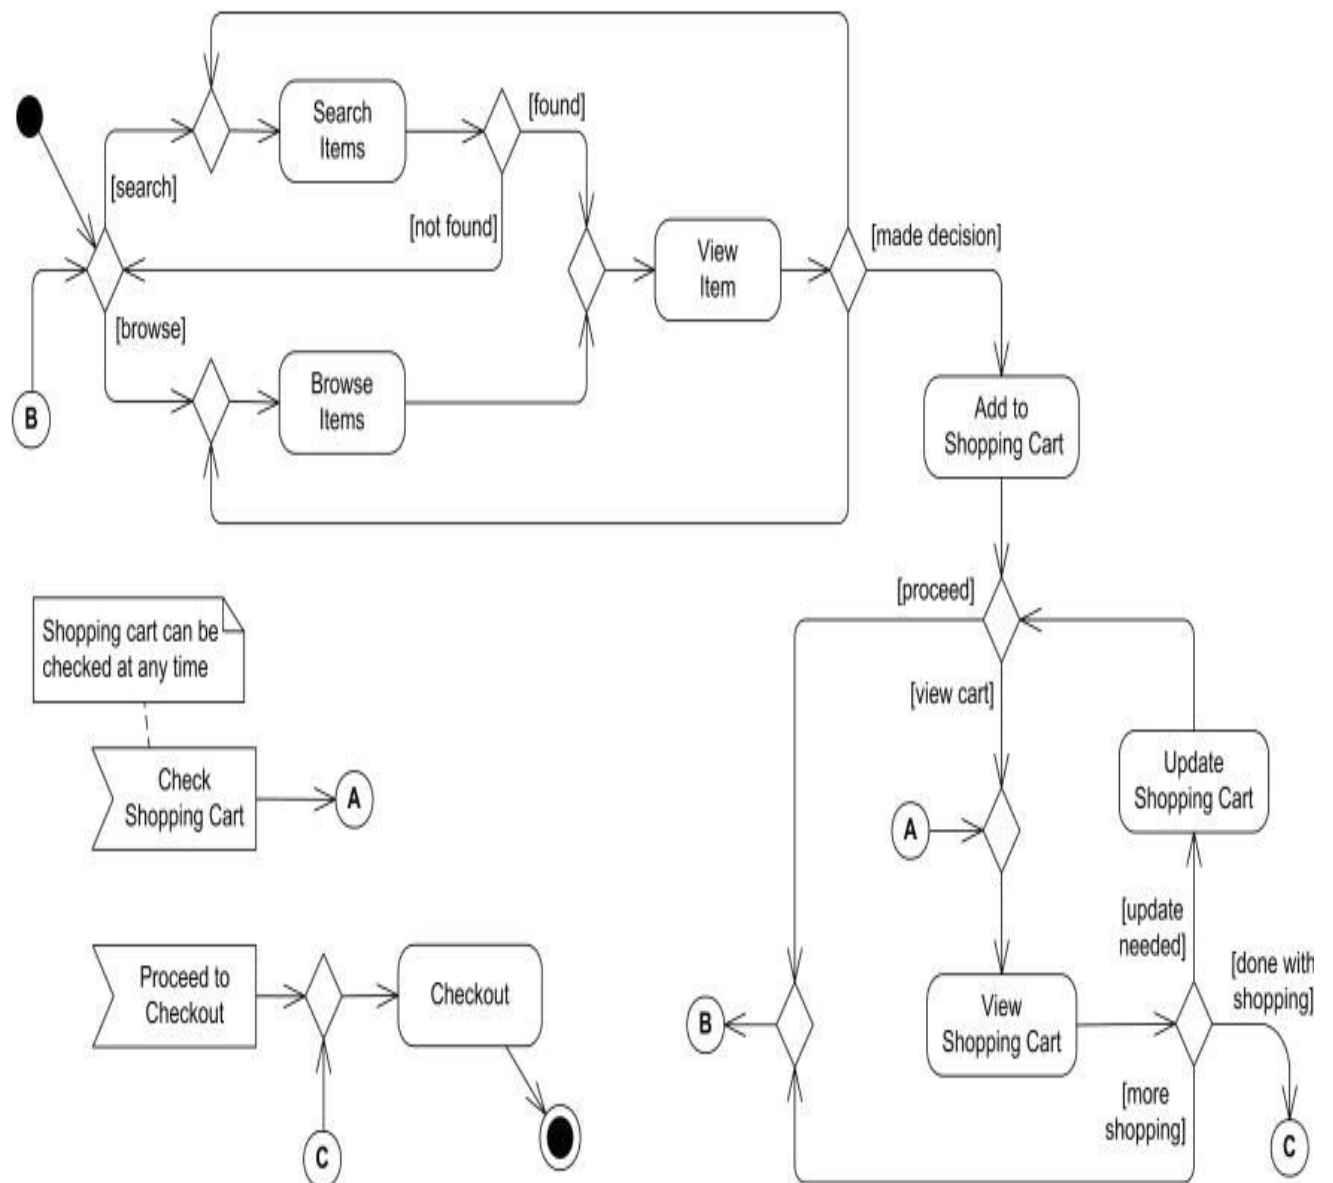 Search
Items
[found]
[search]
[not found]
View
Item
[made decision]
[browse]
Browse
Items
B
Add to
Shopping Cart
Shopping cart can be
checked at any time
[proceed]
[view cart]
Check
Shopping Cart
A
A
Update
Shopping Cart
[update
needed]
Proceed to
Checkout
Checkout
B
View
Shopping Cart
[done with
shopping]
[more
shopping]
C
C